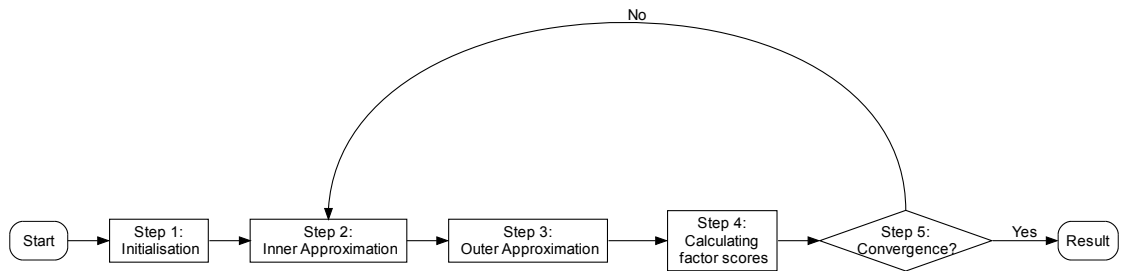 No
Start
Step 1:
Initialisation
Step 2:
Inner Approximation
Step 3:
Outer Approximation
Step 4:
Calculating
factor scores
Step 5:
Convergence?
Yes
Result